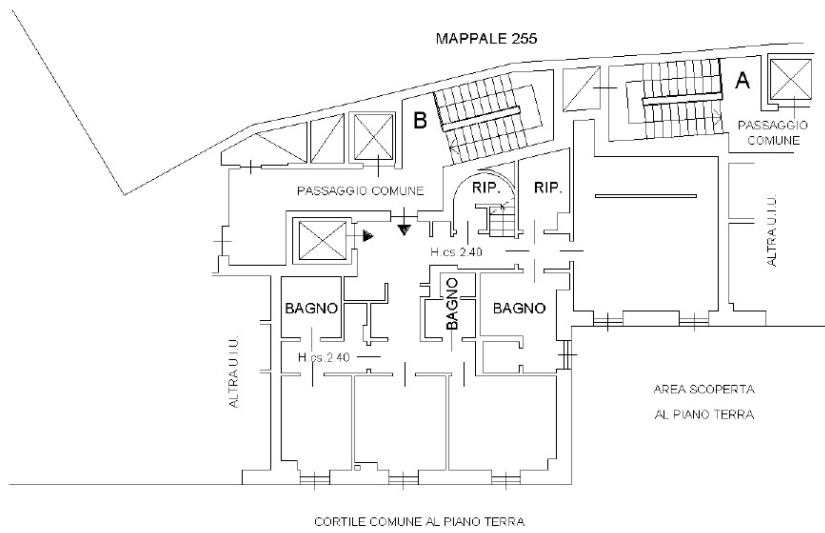 MAPPALE 255
A
B
PASSAGGIO
COMUNE
PASSAGGIO COMUNE
RIP.
RIP.
ALTRA U.I.U.
H.cs.2.40
BAGNO
BAGNO
BAGNO
H.cs.2.40
ALTRA U.I.U.
AREA SCOPERTA
AL PIANO TERRA
CORTILE COMUNE AL PIANO TERRA